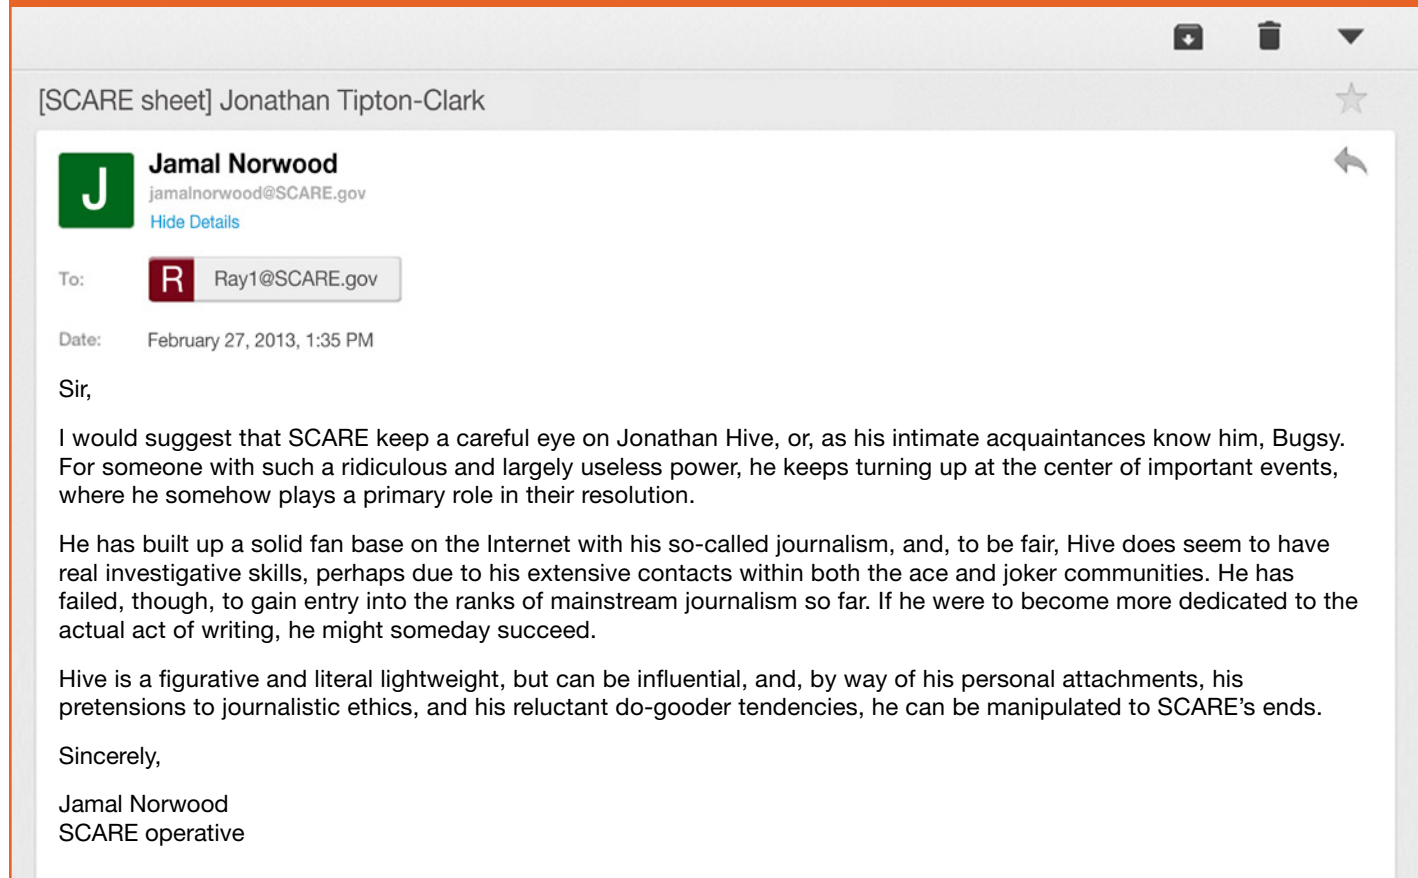 [SCARE sheet] Jonathan Tipton-Clark
J
Jamal Norwood
jamalnorwood@SCARE.gov
Hide Details
To:
R
Ray1@SCARE.gov
Date:
February 27, 2013, 1:35 PM
Sir,
I would suggest that SCARE keep a careful eye on Jonathan Hive, or, as his intimate acquaintances know him, Bugsy.
For someone with such a ridiculous and largely useless power, he keeps turning up at the center of important events,
where he somehow plays a primary role in their resolution.
He has built up a solid fan base on the Internet with his so-called journalism, and, to be fair, Hive does seem to have
real investigative skills, perhaps due to his extensive contacts within both the ace and joker communities. He has
failed, though, to gain entry into the ranks of mainstream journalism so far. If he were to become more dedicated to the
actual act of writing, he might someday succeed.
Hive is a figurative and literal lightweight, but can be influential, and, by way of his personal attachments, his
pretensions to journalistic ethics, and his reluctant do-gooder tendencies, he can be manipulated to SCARE’s ends.
Sincerely,
Jamal Norwood
SCARE operative